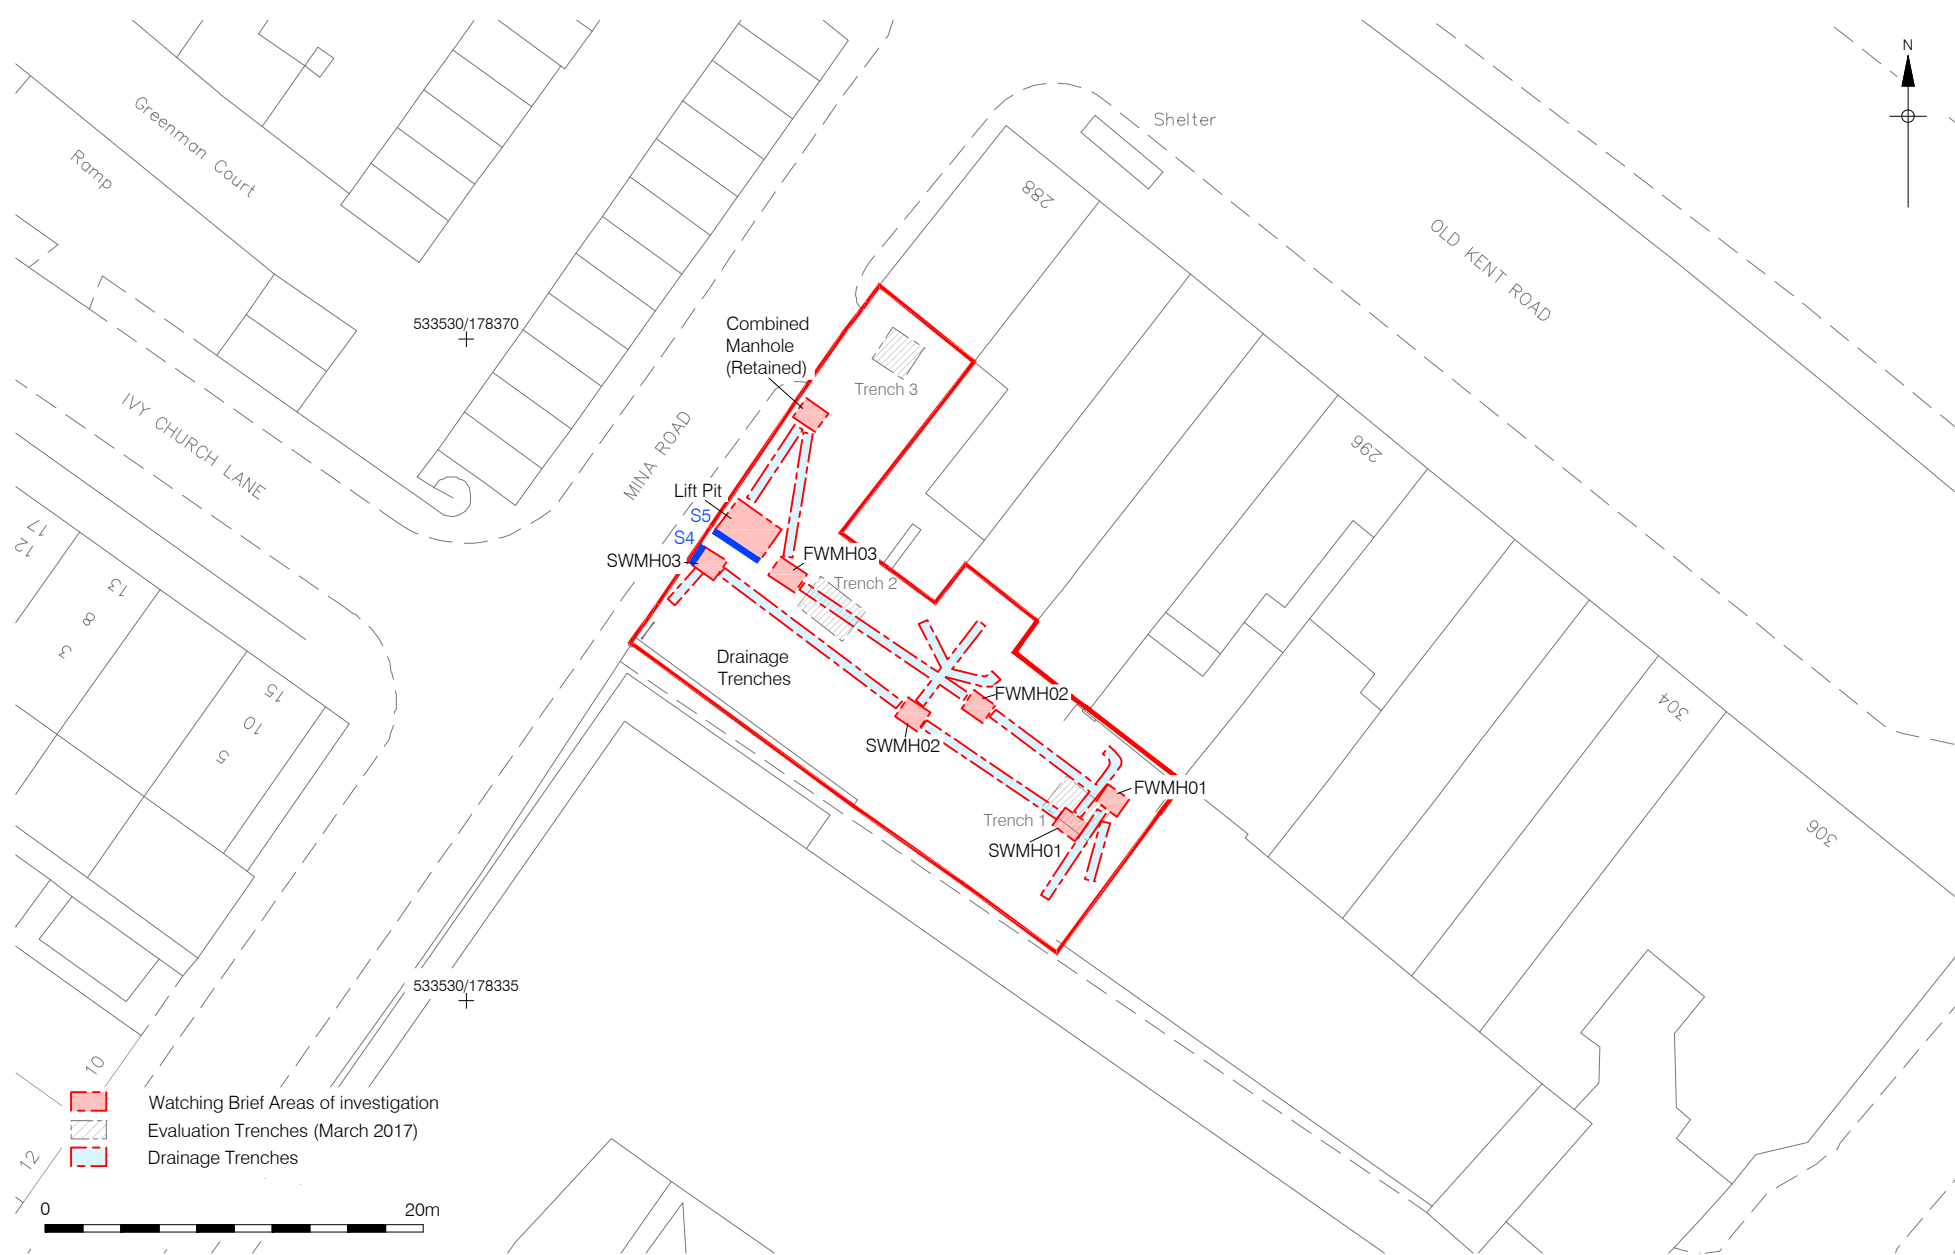 N
Shelter
Greenman Court
Ramp
288
OLD KENT ROAD
533530/178370
Combined
Manhole
(Retained)
Trench 3
IVY CHURCH LANE
MINA ROAD
296
Lift Pit
S5
S4
SWMH03
FWMH03
Trench 2
17
12
13
8
3
Drainage
Trenches
FWMH02
SWMH02
15
10
5
304
FWMH01
Trench 1
SWMH01
306
533530/178335
10
12
Watching Brief Areas of investigation
Evaluation Trenches (March 2017)
Drainage Trenches
0
20m